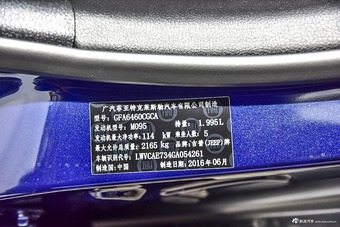 广汽菲亚特克莱斯勒汽车有限公司制造
型号: GFA6460CGCA 排量: 1.995L
发动机型号: M095
发动机最大净功率: 114 kW 乘坐人数: 5
最大允许总质量: 2165 kg 品牌: 吉普(JEEP)牌
车辆识别代号: LWVCAE734GA054261
制造国: 中国 制造日期: 2016年06月